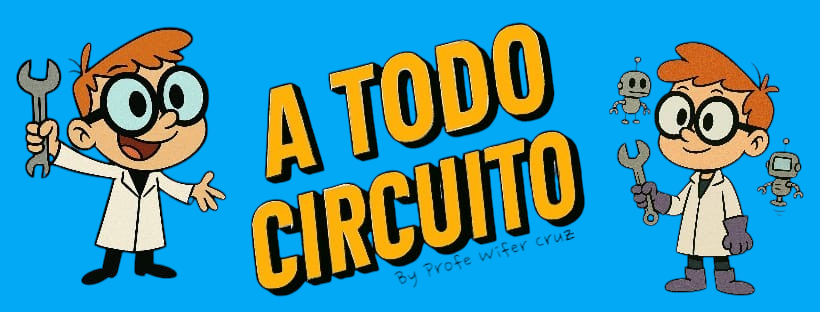 A TODO
CIRCUITO
By Profe Wifer Cruz